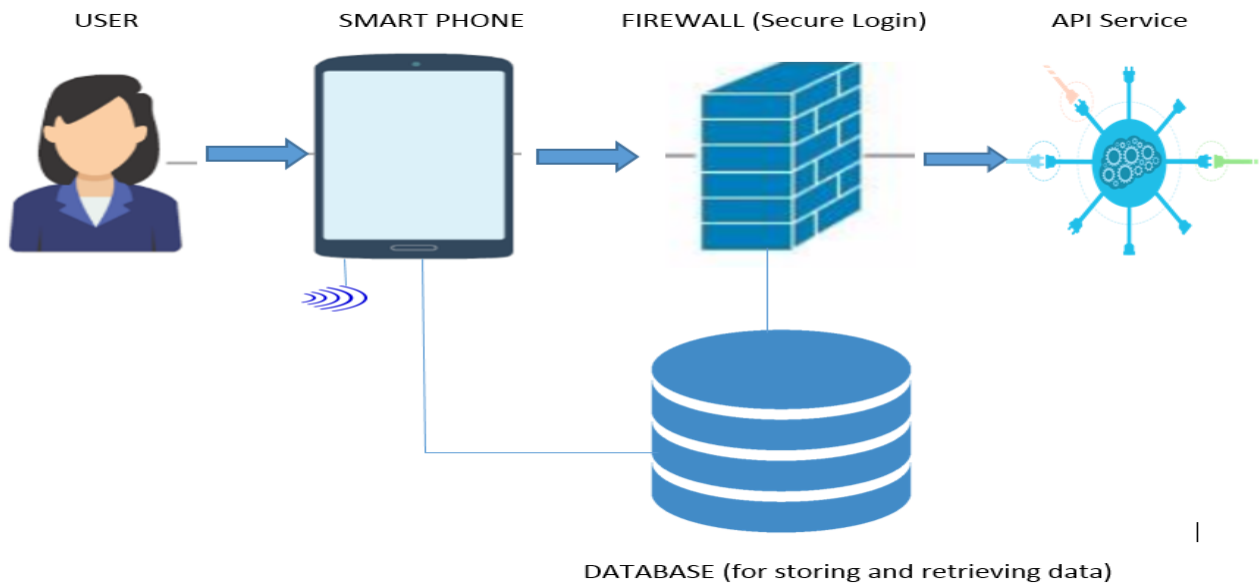 USER
SMART PHONE
FIREWALL (Secure Login)
API Service
DATABASE (for storing and retrieving data)